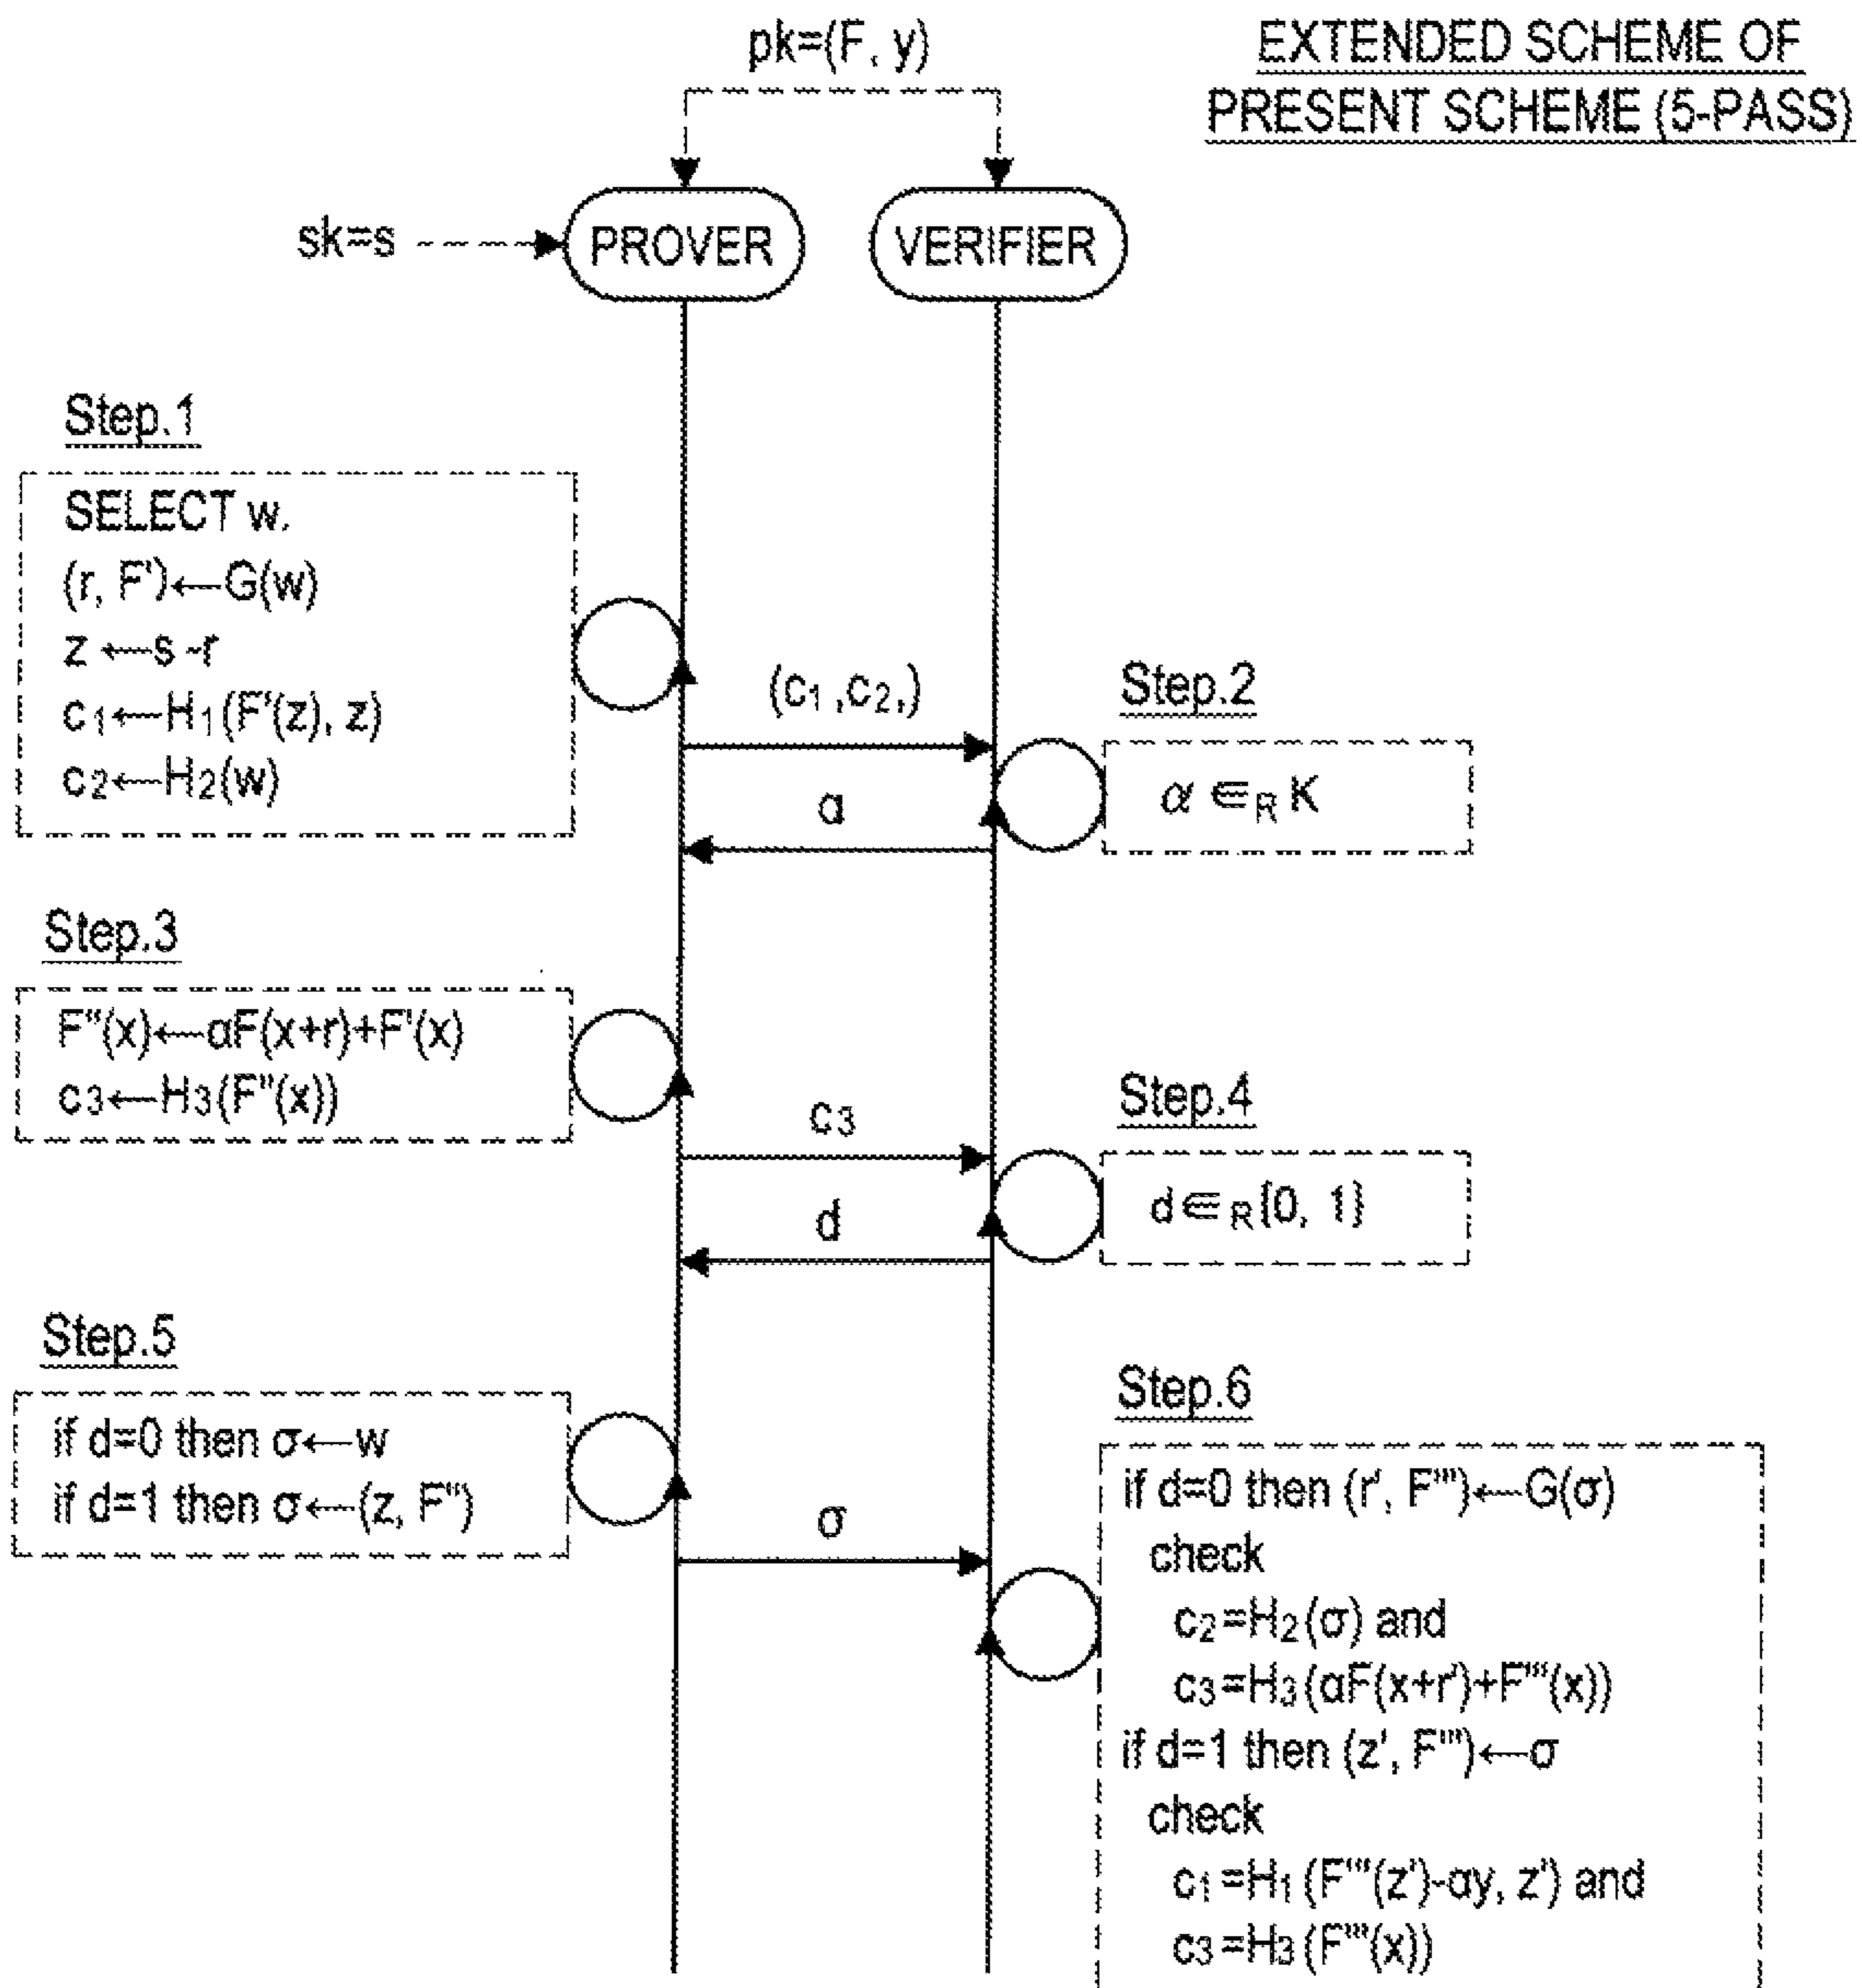 pk=(F, y)
EXTENDED SCHEME OF
PRESENT SCHEME (5-PASS)
sk=s
PROVER
VERIFIER
Step.1
SELECT w.
(r, F')←G(w)
z←s-r
c₁←H₁(F'(z), z)
c₂←H₂(w)
(c₁,c₂,)
Step.2
α ∈R K
α
Step.3
F''(x)←αF(x+r)+F'(x)
c₃←H₃(F''(x))
c₃
Step.4
d∈R{0, 1}
d
Step.5
if d=0 then σ←w
if d=1 then σ←(z, F'')
σ
Step.6
if d=0 then (r', F''')←G(σ)
check
c₂=H₂(σ) and
c₃=H₃(αF(x+r')+F'''(x))
if d=1 then (z', F''')←σ
check
c₁=H₁(F'''(z')-αy, z') and
c₃=H₃(F'''(x))